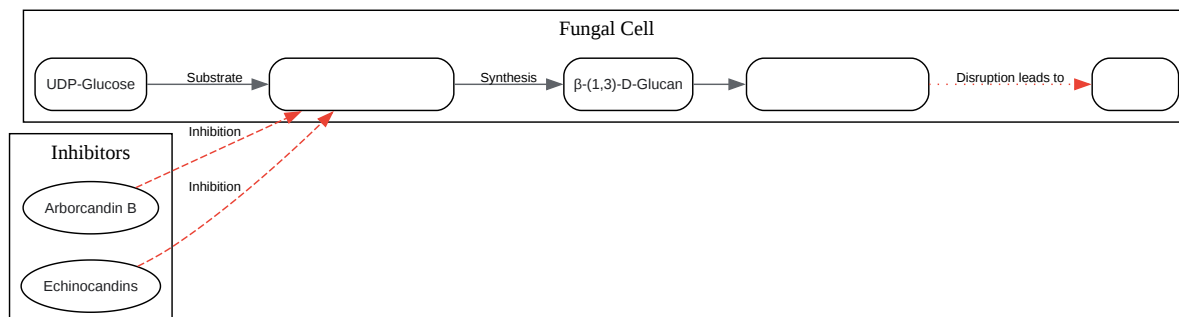 Fungal Cell
UDP-Glucose
Substrate
Synthesis
β-(1,3)-D-Glucan
Disruption leads to
Inhibition
Inhibitors
Inhibition
Arborcandin B
Echinocandins